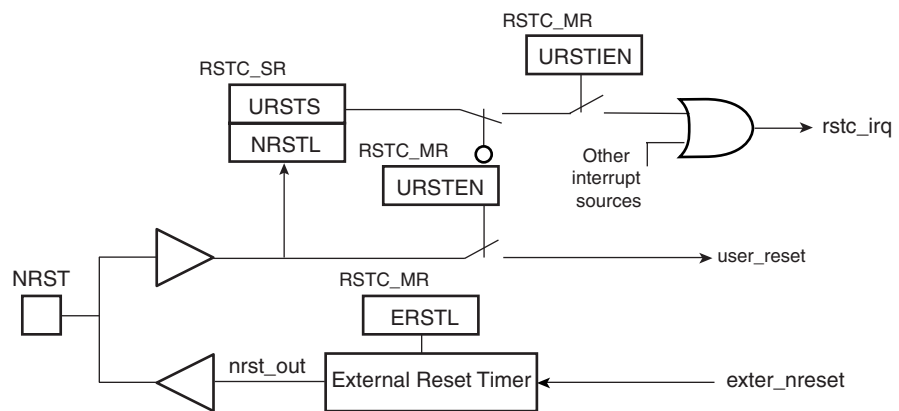 RSTC_MR
URSTIEN
RSTC_SR
URSTS
NRSTL
rstc_irq
RSTC_MR
URSTEN
Other
interrupt
sources
user_reset
NRST
RSTC_MR
ERSTL
nrst_out
External Reset Timer
exter_nreset